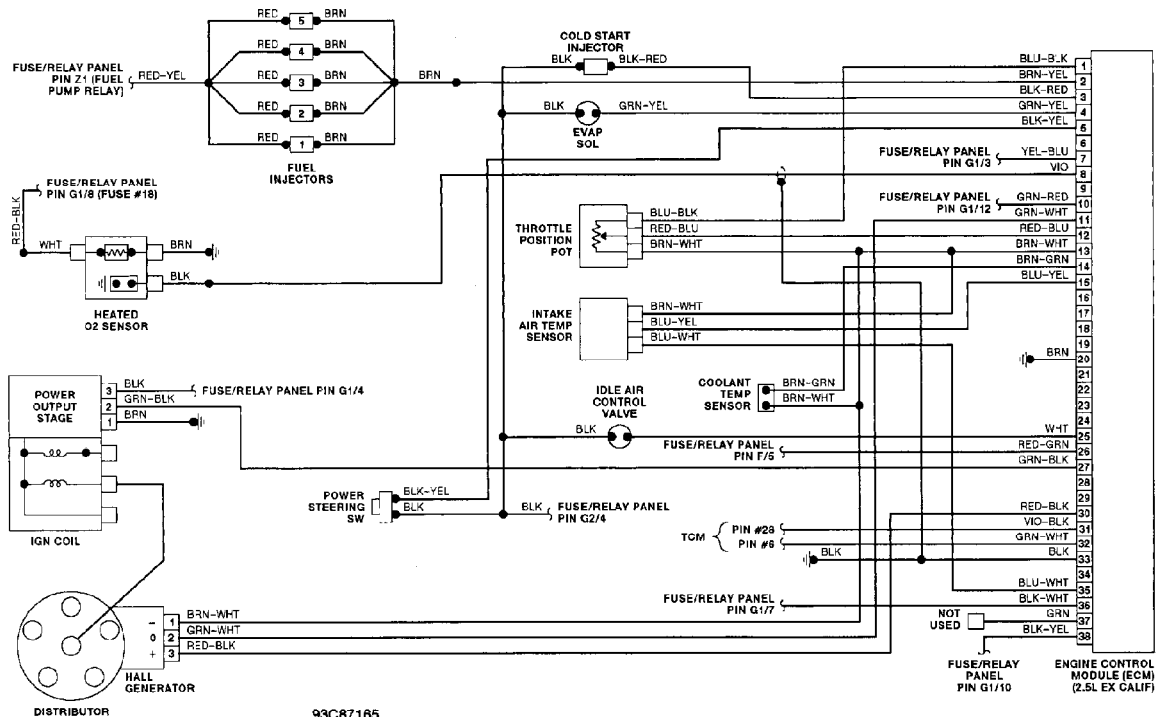 RED 5 BRN
RED 4 BRN
RED 3 BRN
RED 2 BRN
RED 1 BRN
FUSE/RELAY PANEL
PIN Z1 (FUEL
PUMP RELAY)
RED-YEL
BRN
FUEL
INJECTORS
COLD START
INJECTOR
BLK BLK-RED
BLK GRN-YEL
EVAP
SOL
FUSE/RELAY PANEL
PIN G1/8 (FUSE #18)
RED-BLK
WHT BRN
BLK
HEATED
O2 SENSOR
THROTTLE
POSITION
POT
BLU-BLK
RED-BLU
BRN-WHT
INTAKE
AIR TEMP
SENSOR
BRN-WHT
BLU-YEL
BLU-WHT
COOLANT
TEMP
SENSOR
BRN-GRN
BRN-WHT
IDLE AIR
CONTROL
VALVE
BLK
POWER
OUTPUT
STAGE
3 BLK
2 GRN-BLK
1 BRN
FUSE/RELAY PANEL PIN G1/4
IGN COIL
POWER
STEERING
SW
BLK-YEL
BLK
BLK FUSE/RELAY PANEL
PIN G2/4
TCM
PIN #28
PIN #6
BLK
FUSE/RELAY PANEL
PIN G1/3
FUSE/RELAY PANEL
PIN G1/12
FUSE/RELAY PANEL
PIN F/5
FUSE/RELAY PANEL
PIN G1/7
NOT
USED
FUSE/RELAY
PANEL
PIN G1/10
BLU-BLK 1
BRN-YEL 2
BLK-RED 3
GRN-YEL 4
BLK-YEL 5
6
YEL-BLU 7
VIO 8
9
GRN-RED 10
GRN-WHT 11
RED-BLU 12
BRN-WHT 13
BRN-GRN 14
BLU-YEL 15
16
17
18
19
BRN 20
21
22
23
24
WHT 25
RED-GRN 26
GRN-BLK 27
28
29
RED-BLK 30
VIO-BLK 31
GRN-WHT 32
BLK 33
34
BLU-WHT 35
BLK-WHT 36
GRN 37
BLK-YEL 38
ENGINE CONTROL
MODULE (ECM)
(2.5L EX CALIF)
- 1 BRN-WHT
0 2 GRN-WHT
+ 3 RED-BLK
HALL
GENERATOR
DISTRIBUTOR
93C87165